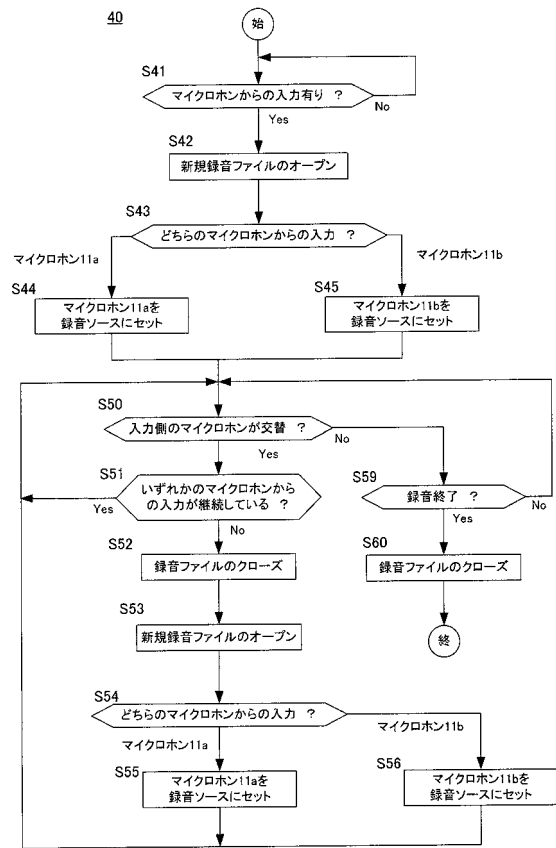 40
始
S41
マイクロホンからの入力有り ?
No
Yes
S42
新規録音ファイルのオープン
S43
どちらのマイクロホンからの入力 ?
マイクロホン11a
マイクロホン11b
S44
マイクロホン11aを
録音ソースにセット
S45
マイクロホン11bを
録音ソースにセット
S50
入力側のマイクロホンが交替 ?
No
Yes
S51
いずれかのマイクロホンから
の入力が継続している ?
Yes
No
S59
録音終了 ?
No
Yes
S52
録音ファイルのクローズ
S60
録音ファイルのクローズ
S53
新規録音ファイルのオープン
終
S54
どちらのマイクロホンからの入力 ?
マイクロホン11a
マイクロホン11b
S55
マイクロホン11aを
録音ソースにセット
S56
マイクロホン11bを
録音ソースにセット